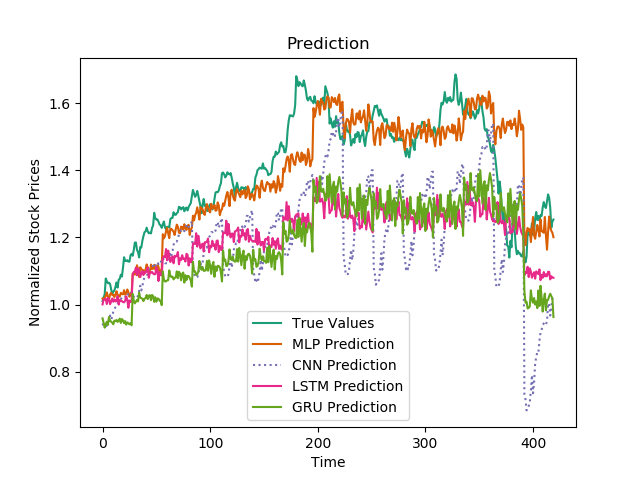 Prediction
Normalized Stock Prices
1.6
1.4
1.2
1.0
0.8
True Values
MLP Prediction
CNN Prediction
LSTM Prediction
GRU Prediction
0
100
200
300
400
Time